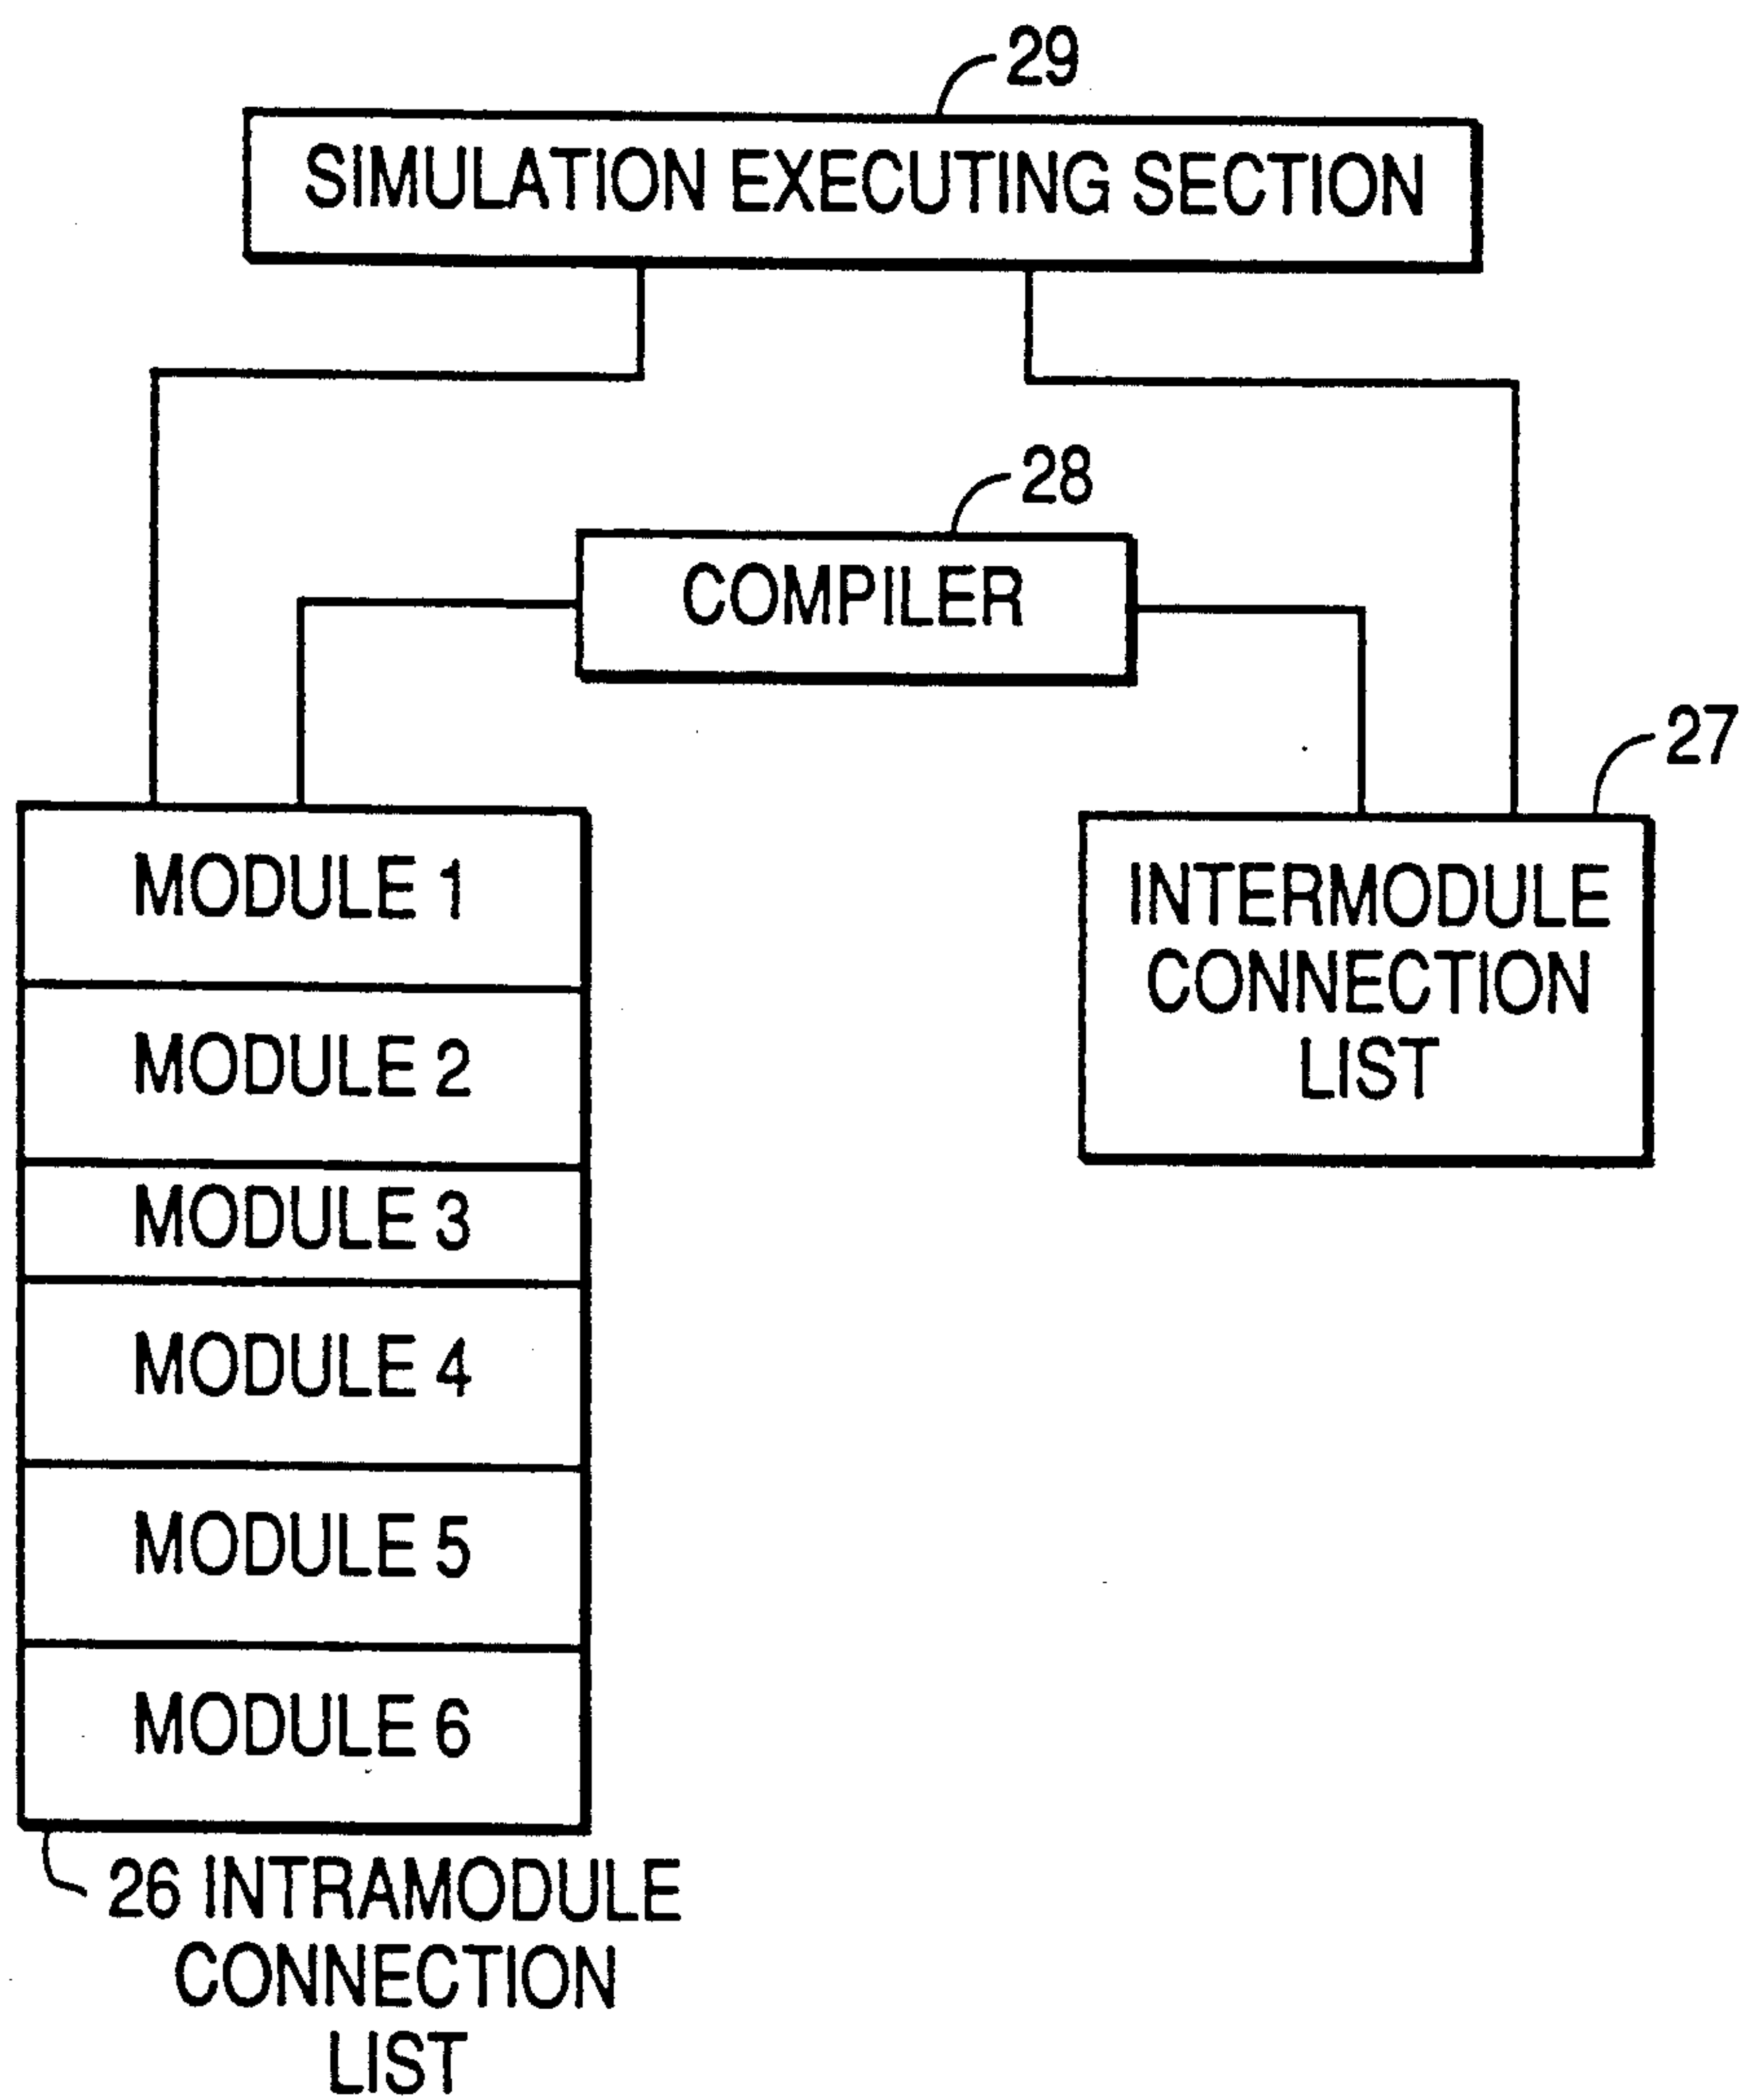 29
SIMULATION EXECUTING SECTION
28
COMPILER
27
INTERMODULE
CONNECTION
LIST
MODULE 1
MODULE 2
MODULE 3
MODULE 4
MODULE 5
MODULE 6
26 INTRAMODULE
CONNECTION
LIST